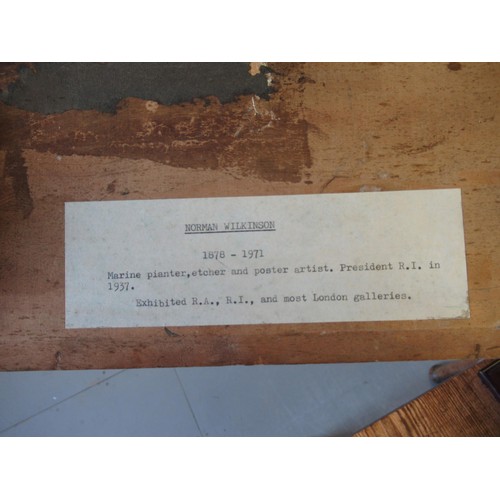 NORMAN WILKINSON
1878 - 1971
Marine pianter,etcher and poster artist. President R.I. in
1937.
Exhibited R.A., R.I., and most London galleries.